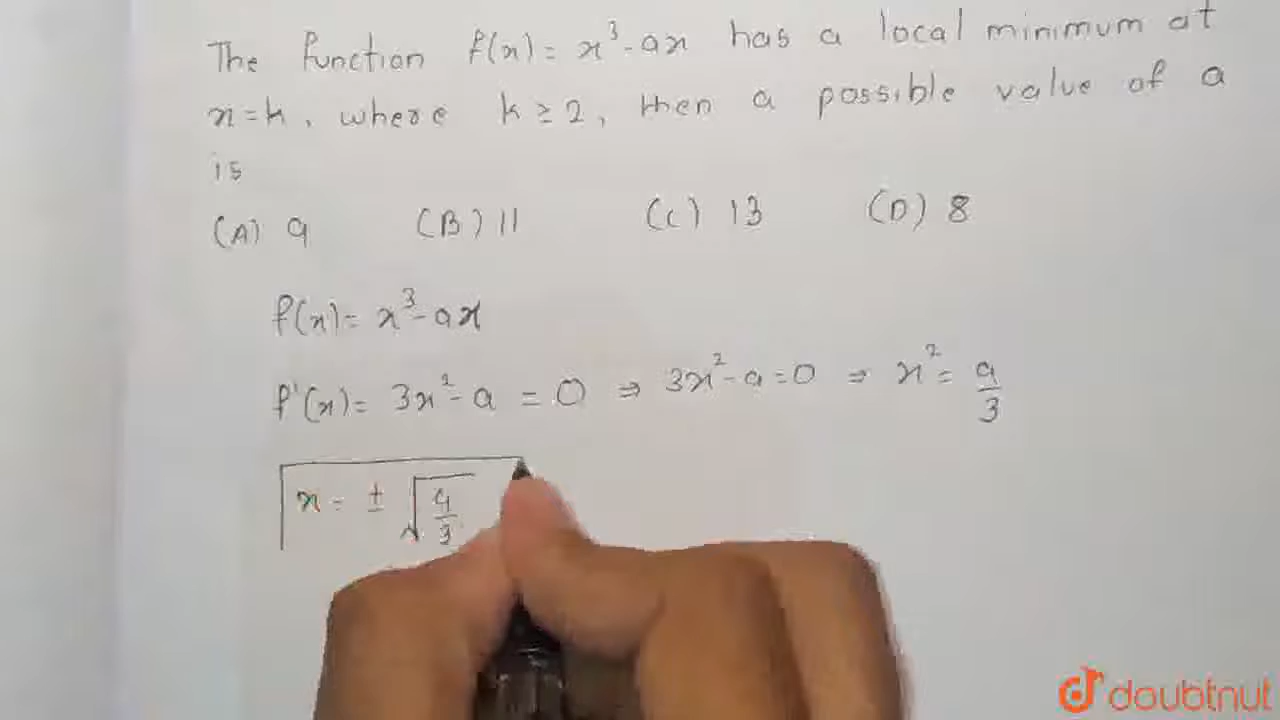 The function f(x) = x³ - ax has a local minimum at
x = k, where k ≥ 2, then a possible value of a
is
(A) 9 (B) 11 (C) 13 (D) 8
f(x) = x³ - ax
f'(x) = 3x² - a = 0 ⇒ 3x² - a = 0 ⇒ x² = a/3
x = ± √(a/3)
doubtnut